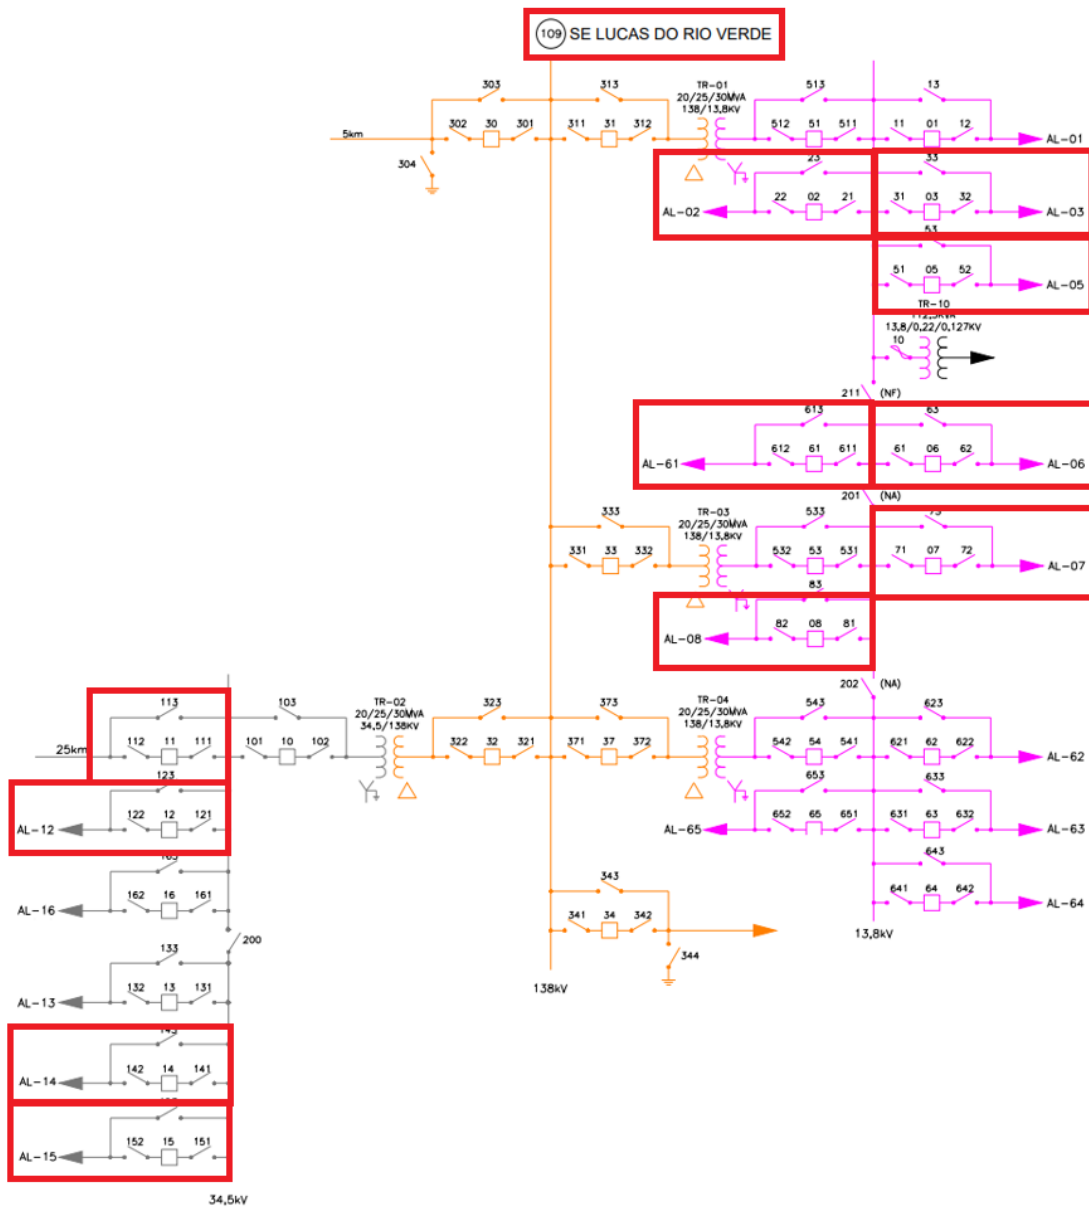 109 SE LUCAS DO RIO VERDE
303 313 TR-01 513 13
20/25/30MVA
138/13,8KV
5km 302 30 301 311 31 312 512 51 511 11 01 12 AL-01
304
23 33
AL-02 22 02 21 31 03 32 AL-03
53
51 05 52 AL-05
TR-10
112,5KVA
13,8/0,22/0,127KV
10
211 (NF)
613 63
AL-61 612 61 611 61 06 62 AL-06
201 (NA)
333 TR-03 533 73
20/25/30MVA
138/13,8KV
331 33 332 532 53 531 71 07 72 AL-07
83
AL-08 82 08 81
202 (NA)
113 103 TR-02 323 373 TR-04 543 623
20/25/30MVA 20/25/30MVA
34,5/138KV 138/13,8KV
25km 112 11 111 101 10 102 322 32 321 371 37 372 542 54 541 621 62 622 AL-62
123 653 633
AL-12 122 12 121 AL-65 652 65 651 631 63 632 AL-63
163 643
AL-16 162 16 161 343 641 64 642 AL-64
341 34 342 13,8kV
200
133 344
AL-13 132 13 131 138kV
143
AL-14 142 14 141
AL-15 152 15 151
34,5kV